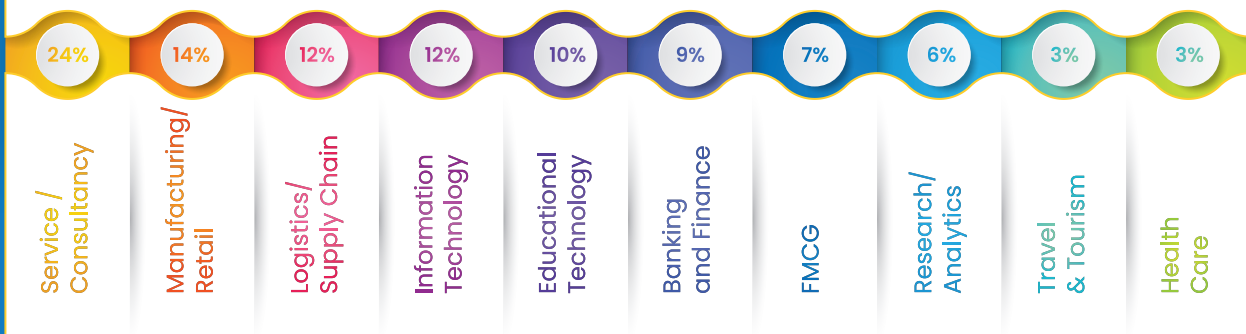 24%
14%
12%
12%
10%
9%
7%
6%
3%
3%
Service /
Consultancy
Manufacturing/
Retail
Logistics/
Supply Chain
Information
Technology
Educational
Technology
Banking
and Finance
FMCG
Research/
Analytics
Travel
& Tourism
Health
Care